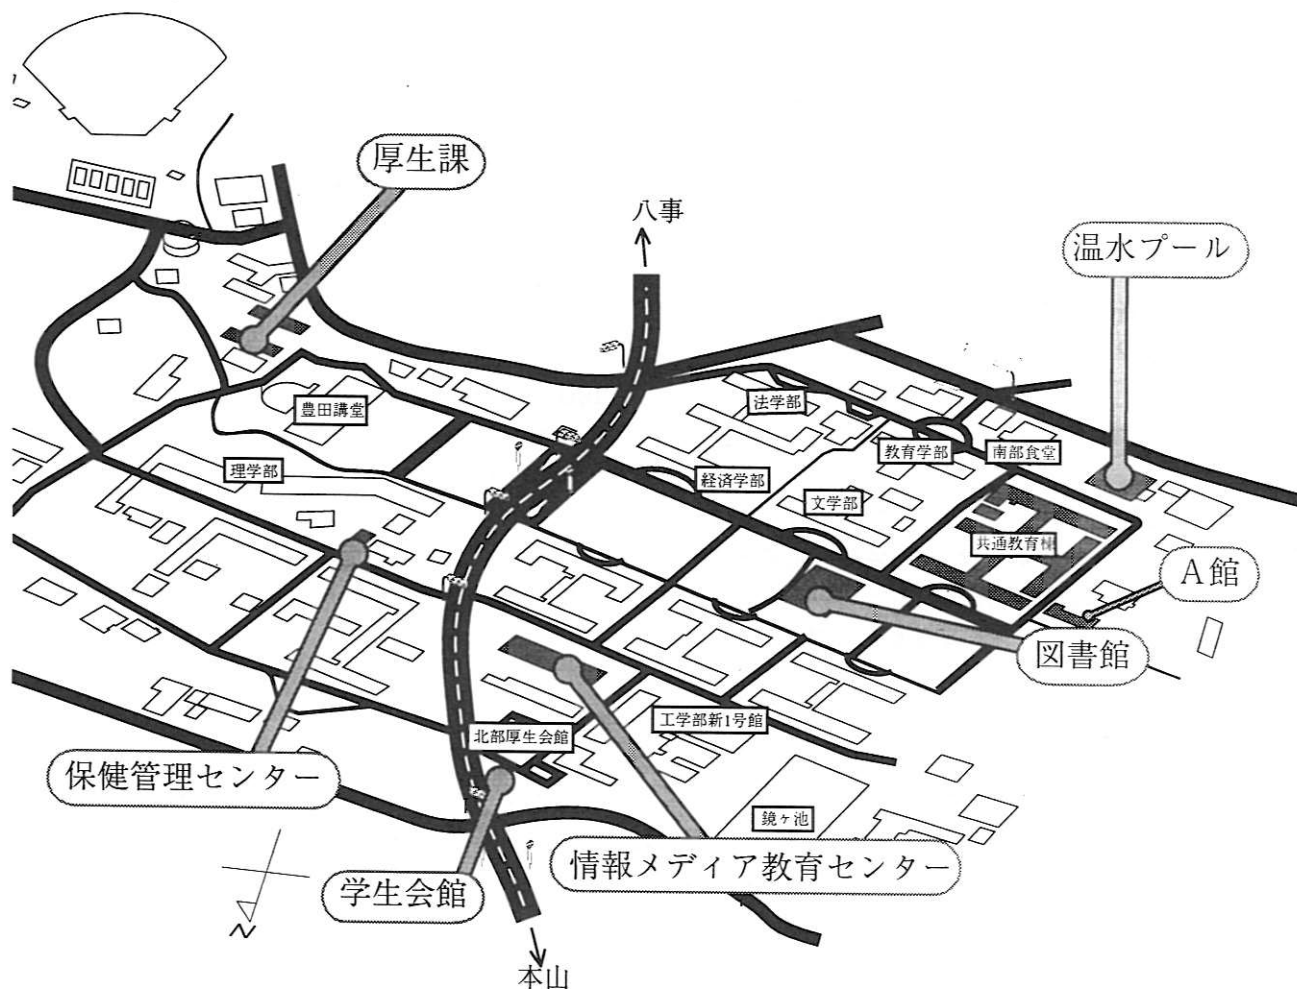 厚生課
八事
温水プール
豊田講堂
法学部
理学部
教育学部
南部食堂
経済学部
文学部
共通教育棟
A館
図書館
工学部新1号館
北部厚生会館
保健管理センター
鏡ヶ池
情報メディア教育センター
学生会館
N
本山